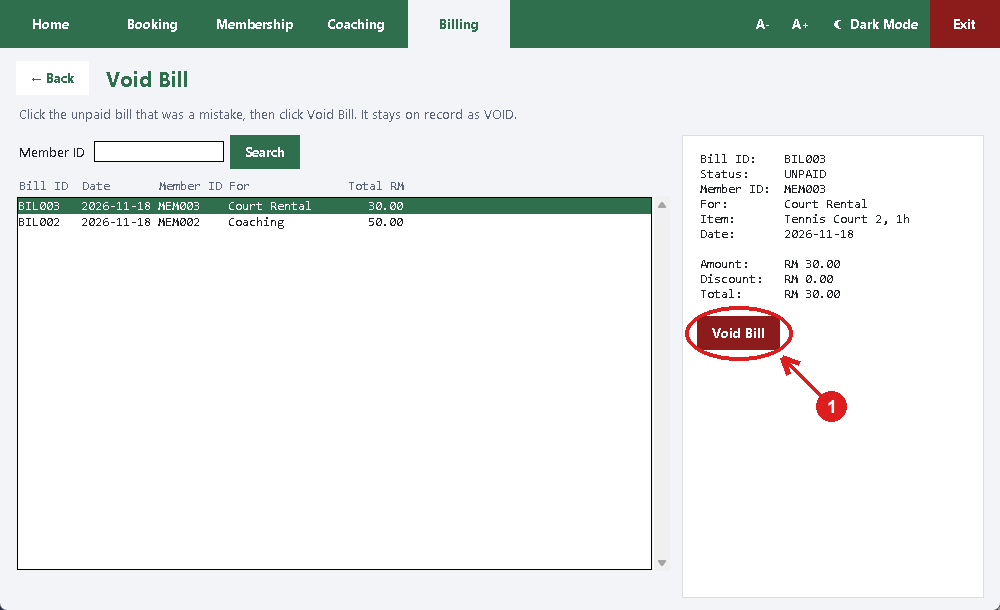 Home Booking Membership Coaching Billing A- A+ ☾ Dark Mode Exit
← Back Void Bill
Click the unpaid bill that was a mistake, then click Void Bill. It stays on record as VOID.
Member ID Search
Bill ID Date Member ID For Total RM
BIL003 2026-11-18 MEM003 Court Rental 30.00
BIL002 2026-11-18 MEM002 Coaching 50.00
Bill ID: BIL003
Status: UNPAID
Member ID: MEM003
For: Court Rental
Item: Tennis Court 2, 1h
Date: 2026-11-18
Amount: RM 30.00
Discount: RM 0.00
Total: RM 30.00
Void Bill
1